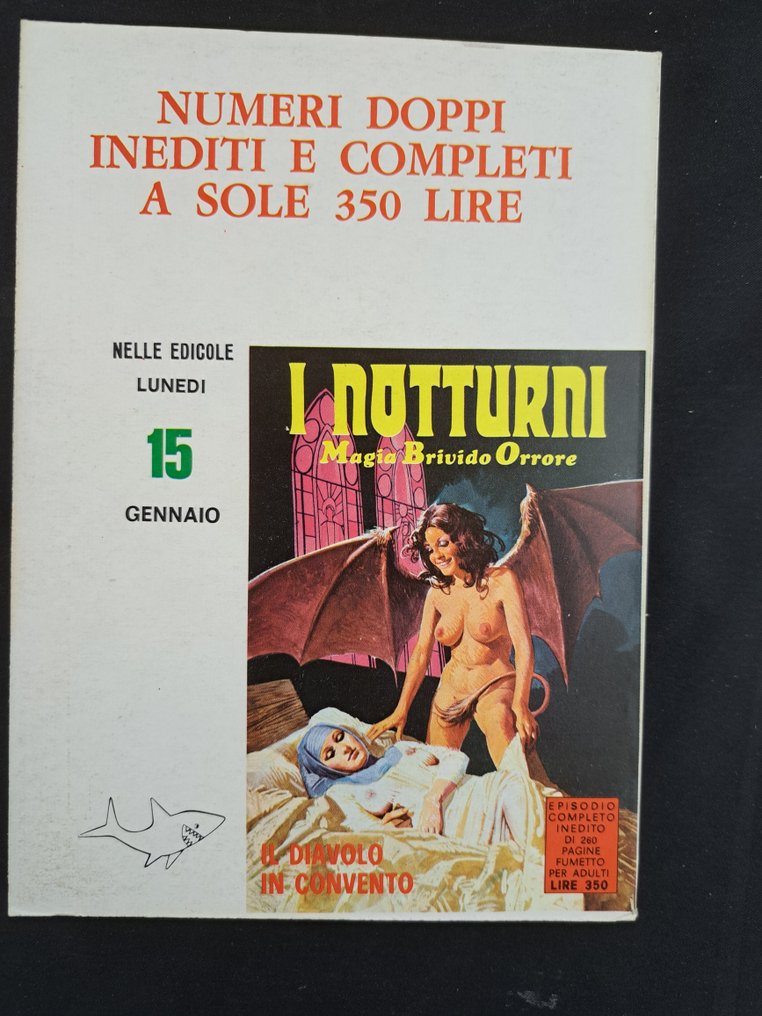 NUMERI DOPPI
INEDITI E COMPLETI
A SOLE 350 LIRE
NELLE EDICOLE
LUNEDI
15
GENNAIO
I NOTTURNI
Magia Brivido Orrore
IL DIAVOLO
IN CONVENTO
EPISODIO
COMPLETO
INEDITO
DI 260
PAGINE
FUMETTO
PER ADULTI
LIRE 350